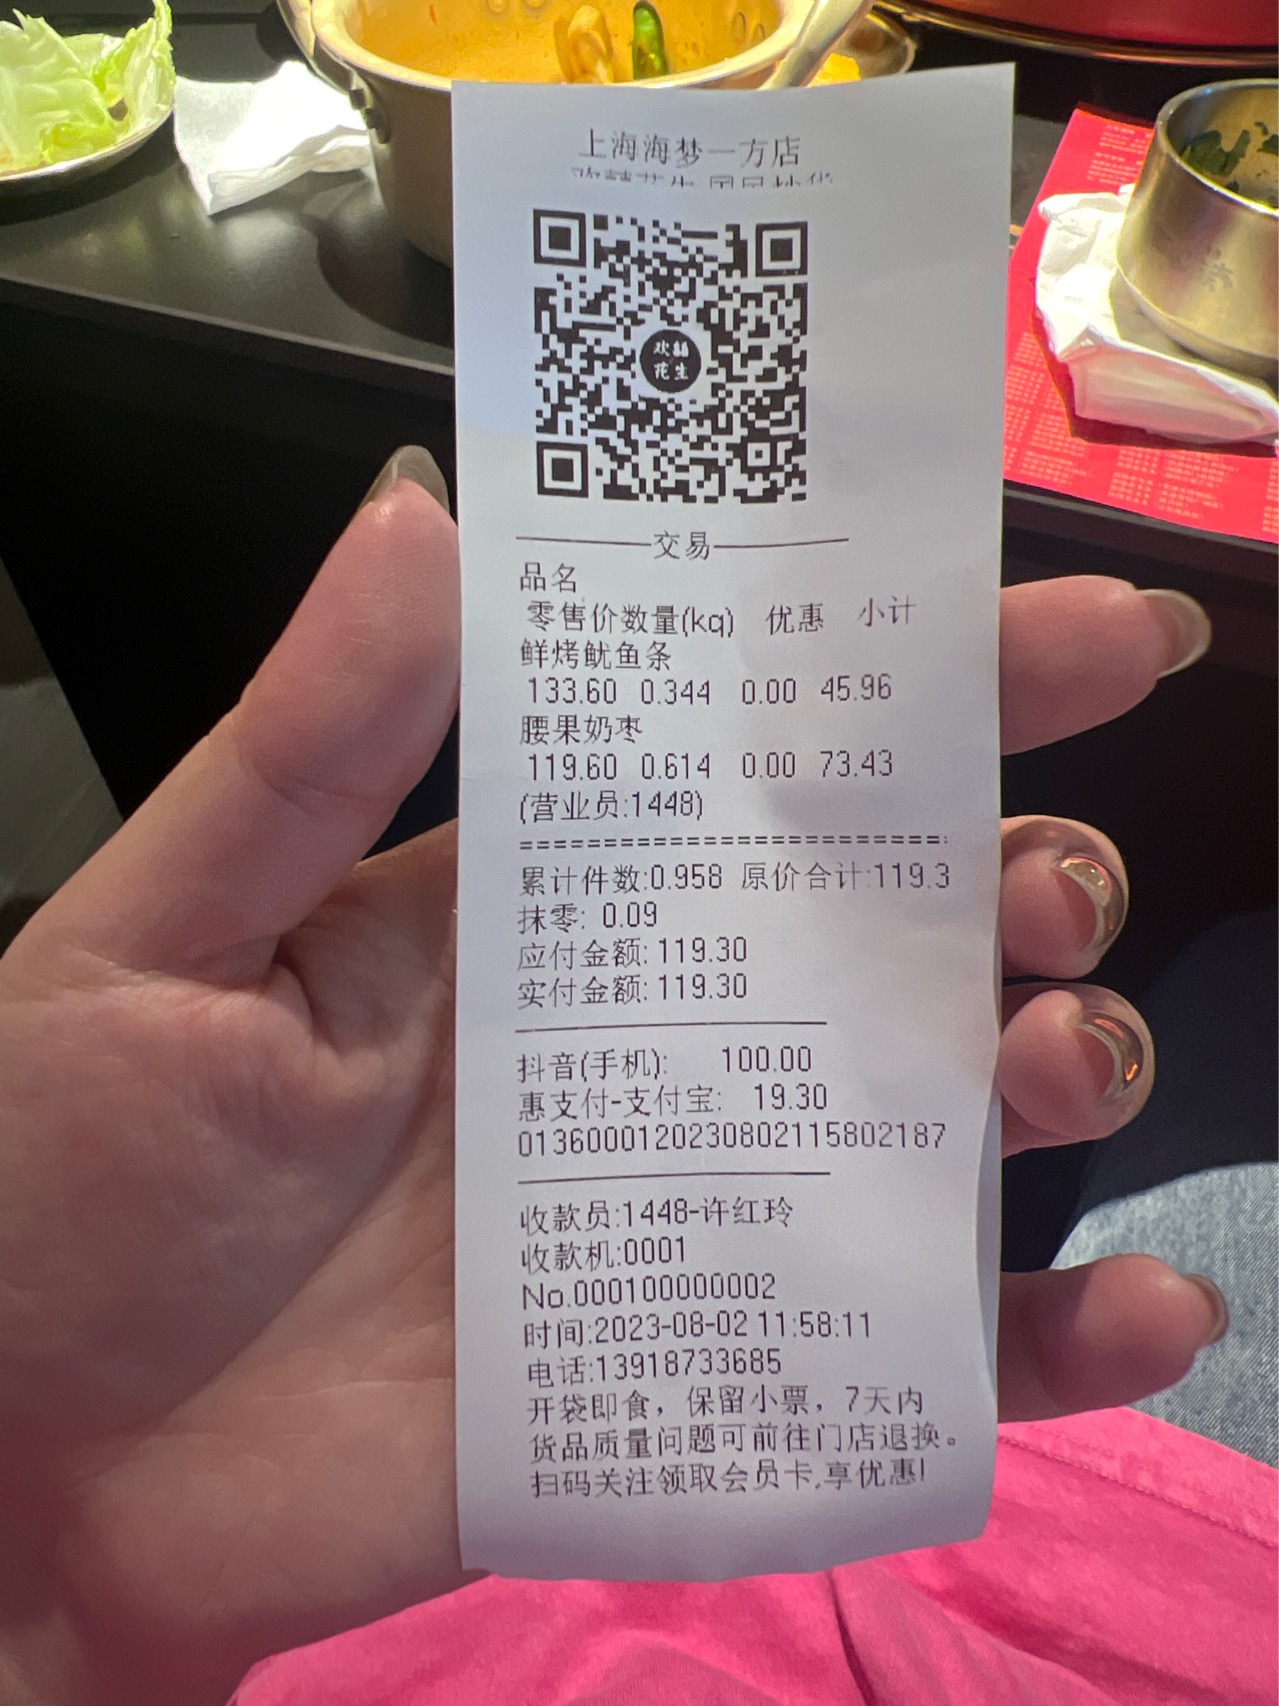 上海海梦一方店
欢囍
花生
交易
品名
零售价数量(kg) 优惠 小计
鲜烤鱿鱼条
133.60 0.344 0.00 45.96
腰果奶枣
119.60 0.614 0.00 73.43
(营业员:1448)
==========================
累计件数:0.958 原价合计:119.3
抹零: 0.09
应付金额: 119.30
实付金额: 119.30
抖音(手机): 100.00
惠支付-支付宝: 19.30
0136000120230802115802187
收款员:1448-许红玲
收款机:0001
No.000100000002
时间:2023-08-02 11:58:11
电话:13918733685
开袋即食，保留小票，7天内
货品质量问题可前往门店退换。
扫码关注领取会员卡,享优惠!